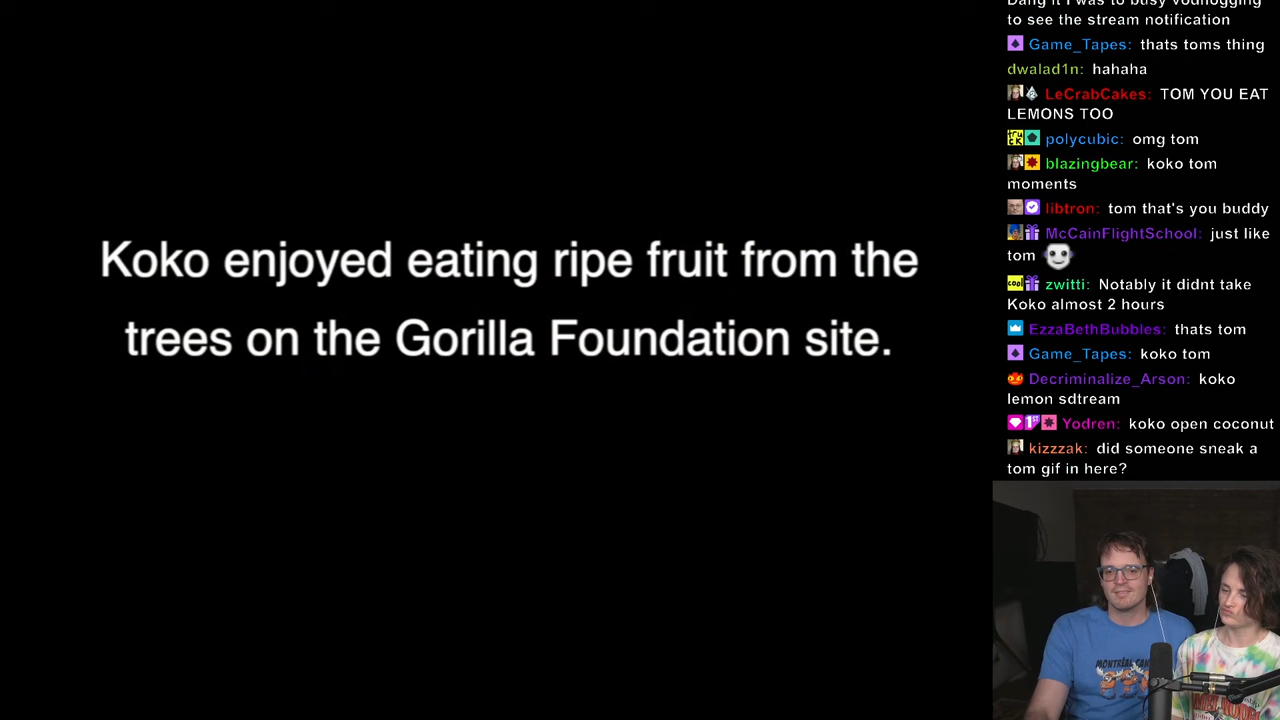 Koko enjoyed eating ripe fruit from the
trees on the Gorilla Foundation site.
to see the stream notification
Game_Tapes: thats toms thing
dwalad1n: hahaha
LeCrabCakes: TOM YOU EAT
LEMONS TOO
polycubic: omg tom
blazingbear: koko tom
moments
libtron: tom that's you buddy
McCainFlightSchool: just like
tom
zwitti: Notably it didnt take
Koko almost 2 hours
EzzaBethBubbles: thats tom
Game_Tapes: koko tom
Decriminalize_Arson: koko
lemon sdtream
Yodren: koko open coconut
kizzzak: did someone sneak a
tom gif in here?